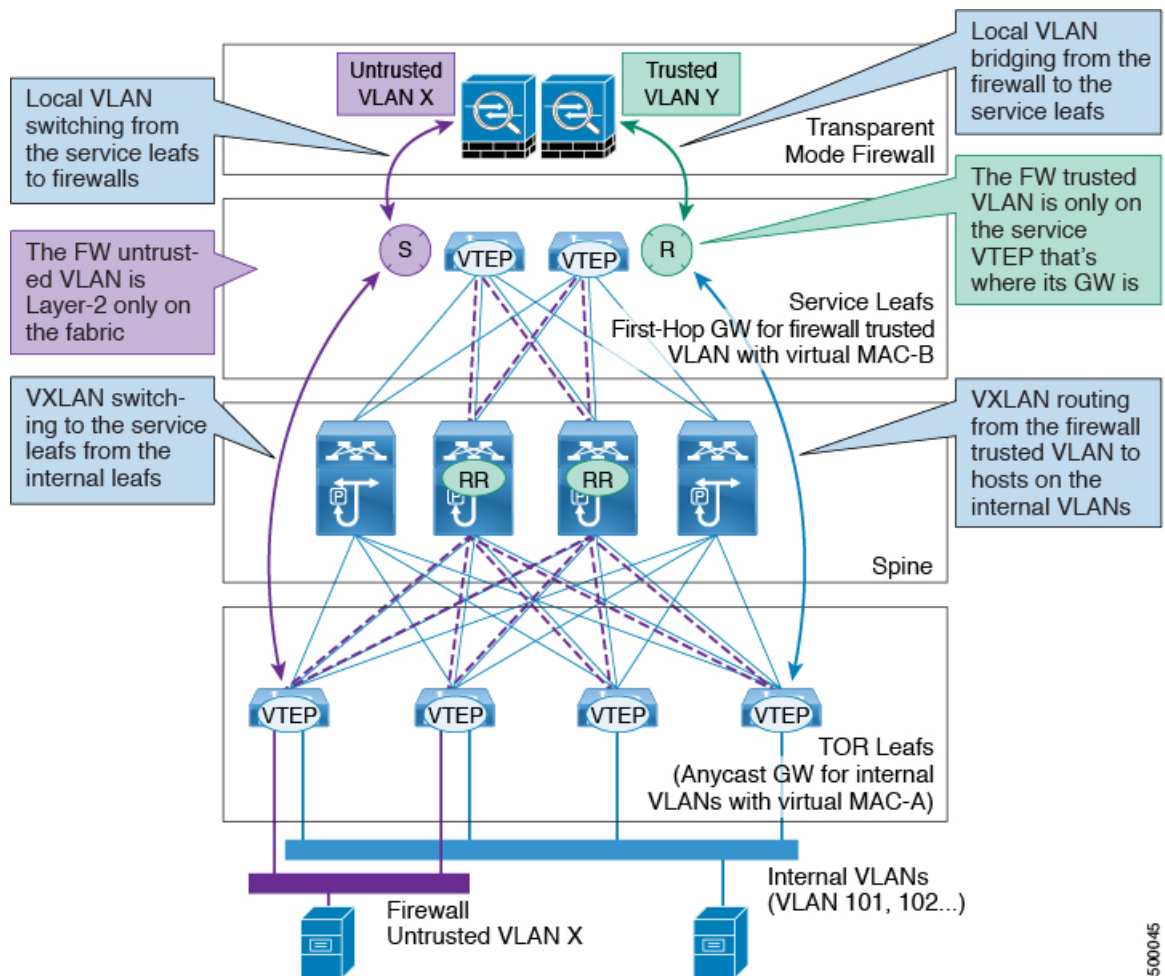 Untrusted
VLAN X
Trusted
VLAN Y
Local VLAN
bridging from the
firewall to the
service leafs
Local VLAN
switching from
the service leafs
to firewalls
Transparent
Mode Firewall
The FW trusted
VLAN is only on
the service
VTEP that's
where its GW is
The FW untrust-
ed VLAN is
Layer-2 only on
the fabric
S
VTEP
VTEP
R
Service Leafs
First-Hop GW for firewall trusted
VLAN with virtual MAC-B
VXLAN switch-
ing to the service
leafs from the
internal leafs
VXLAN routing
from the firewall
trusted VLAN to
hosts on the
internal VLANs
P
P
RR
P
RR
P
Spine
VTEP
VTEP
VTEP
VTEP
TOR Leafs
(Anycast GW for internal
VLANs with virtual MAC-A)
Internal VLANs
(VLAN 101, 102...)
Firewall
Untrusted VLAN X
500045